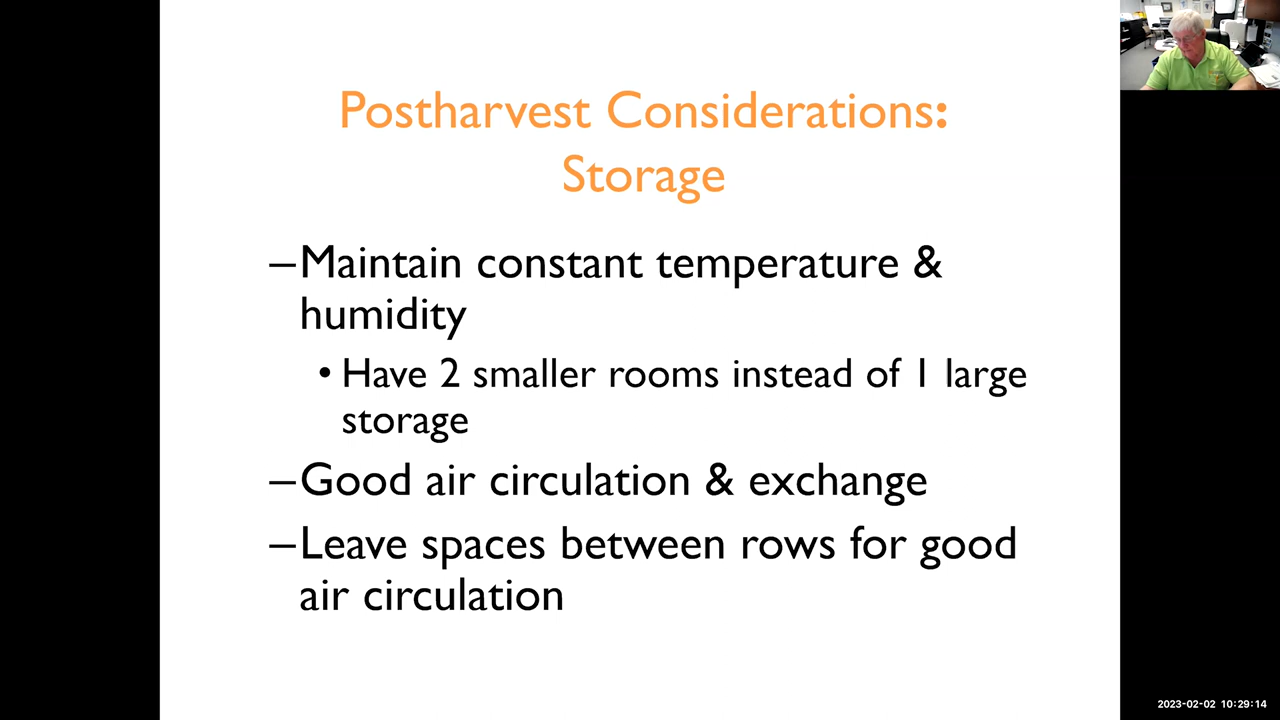 Postharvest Considerations:
Storage
–Maintain constant temperature &
humidity
• Have 2 smaller rooms instead of 1 large
storage
–Good air circulation & exchange
–Leave spaces between rows for good
air circulation
2023-02-02 10:29:14